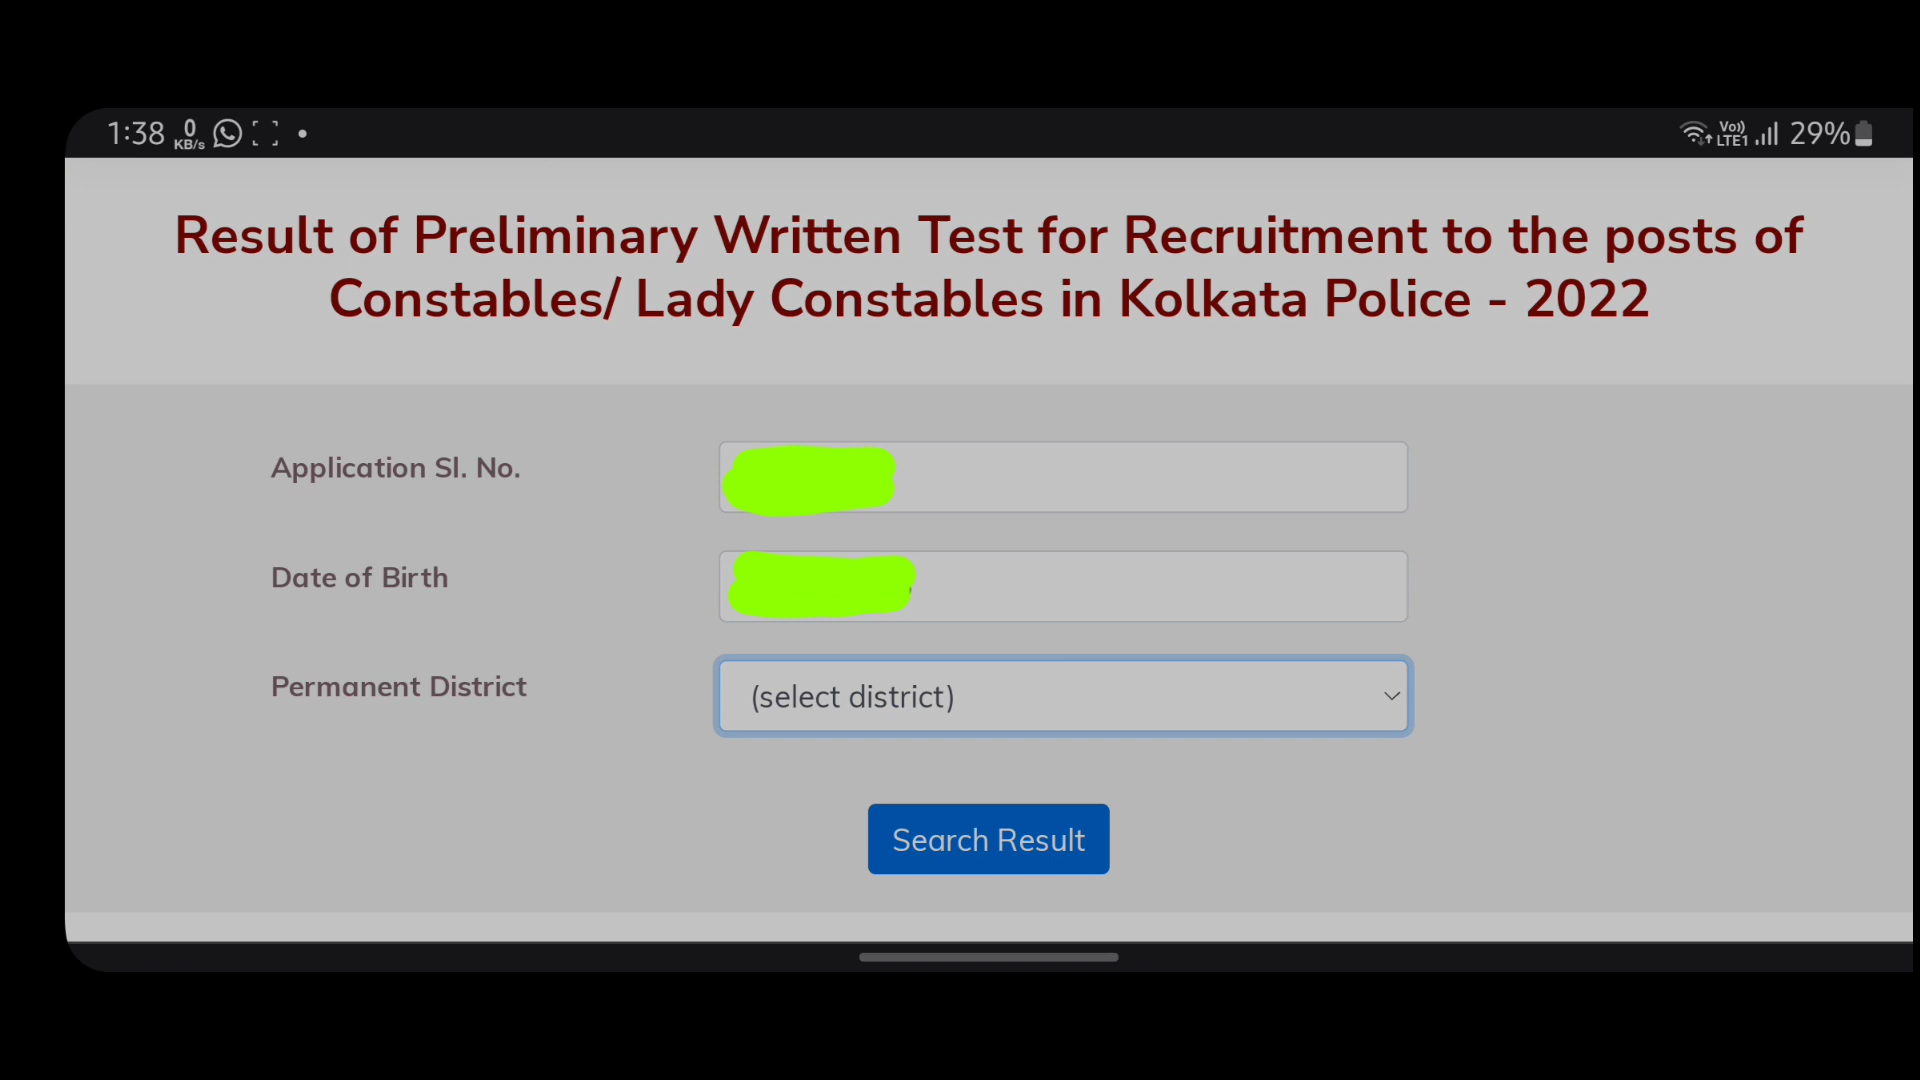 1:38 0 KB/s Vo)) LTE1 29%
Result of Preliminary Written Test for Recruitment to the posts of
Constables/ Lady Constables in Kolkata Police - 2022
Application Sl. No.
Date of Birth
Permanent District (select district)
Search Result